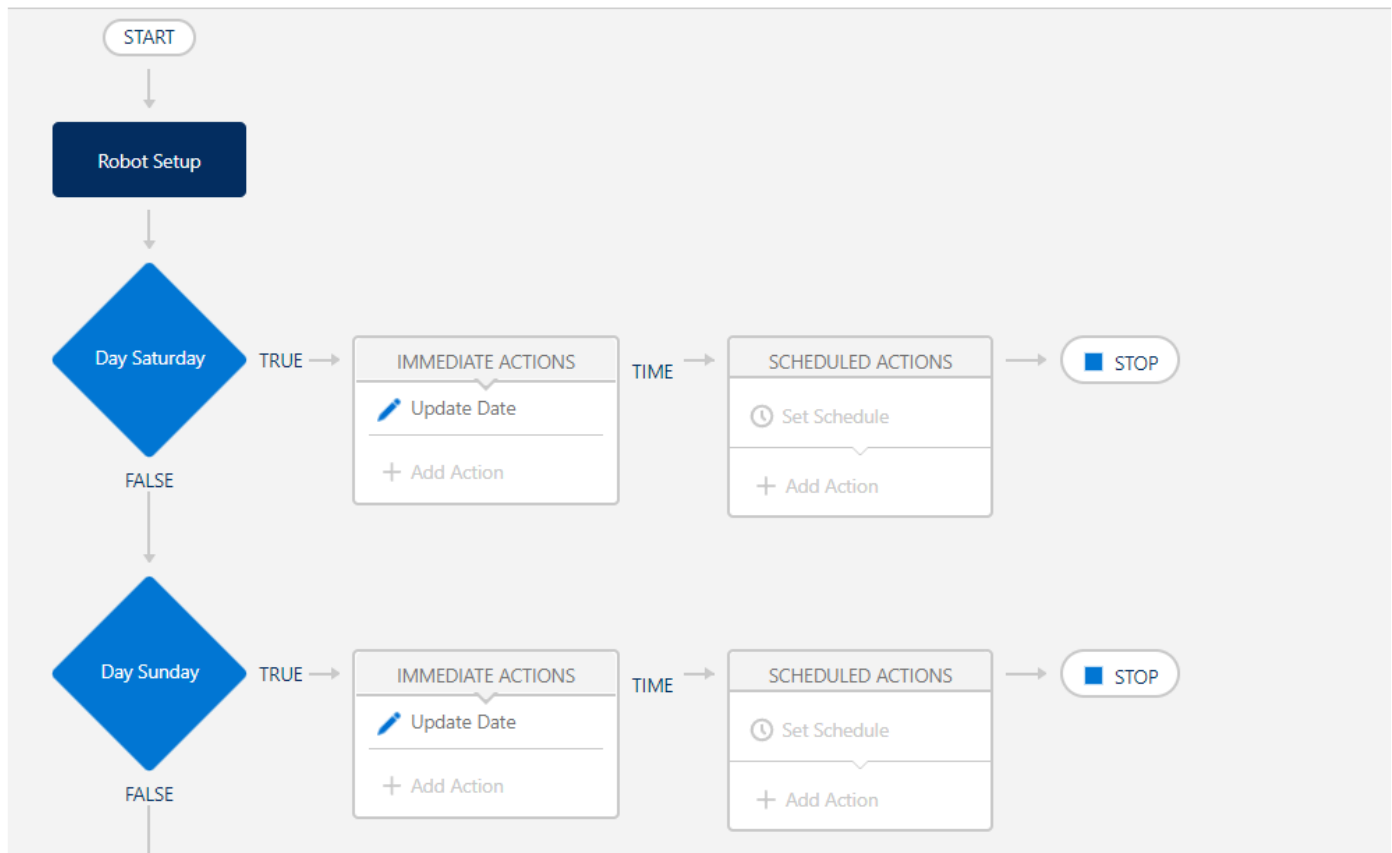 START
Robot Setup
Day Saturday
TRUE
IMMEDIATE ACTIONS
Update Date
Add Action
TIME
SCHEDULED ACTIONS
Set Schedule
Add Action
STOP
FALSE
Day Sunday
TRUE
IMMEDIATE ACTIONS
Update Date
Add Action
TIME
SCHEDULED ACTIONS
Set Schedule
Add Action
STOP
FALSE